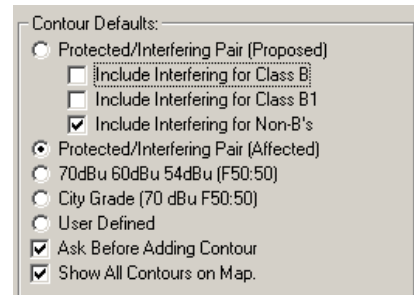 Contour Defaults:
Protected/Interfering Pair (Proposed)
Include Interfering for Class B
Include Interfering for Class B1
Include Interfering for Non-B's
Protected/Interfering Pair (Affected)
70dBu 60dBu 54dBu (F50:50)
City Grade (70 dBu F50:50)
User Defined
Ask Before Adding Contour
Show All Contours on Map.